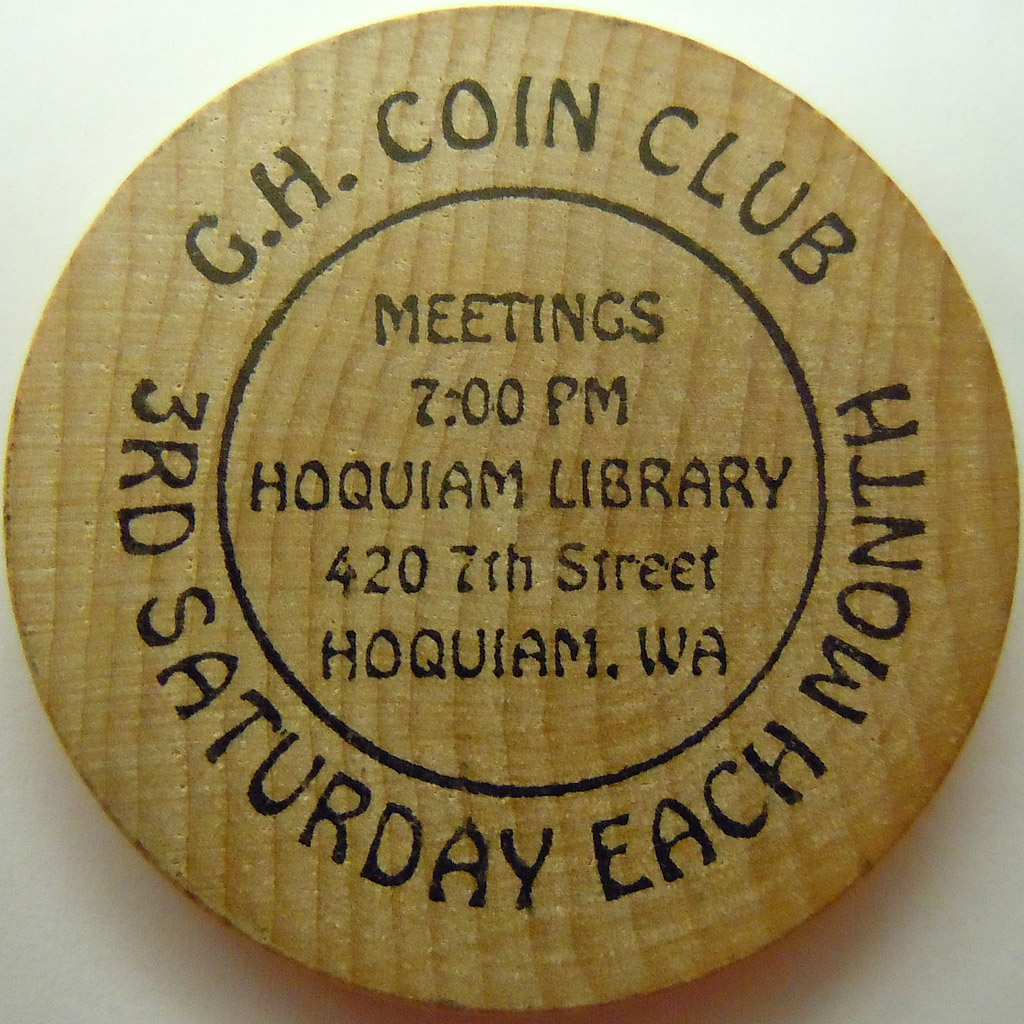 G.H. COIN CLUB
MEETINGS
7:00 PM
HOQUIAM LIBRARY
420 7th Street
HOQUIAM. WA
3RD SATURDAY EACH MONTH